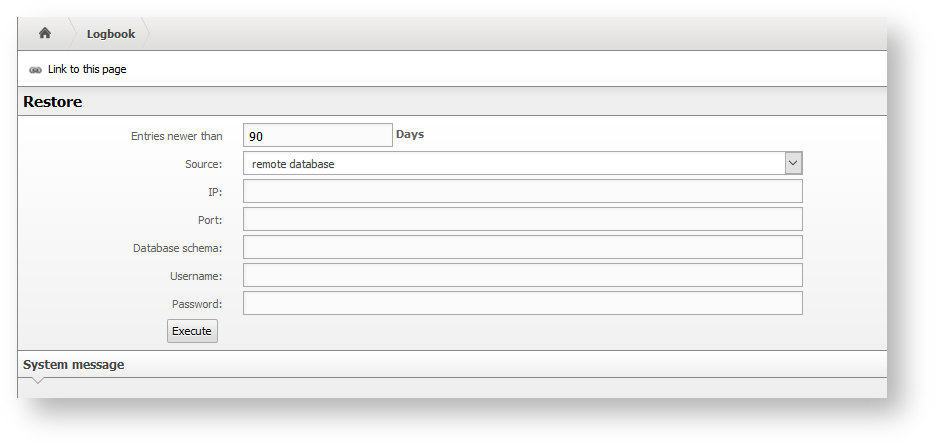 Logbook
Link to this page
Restore
Entries newer than 90 Days
Source: remote database
IP:
Port:
Database schema:
Username:
Password:
Execute
System message